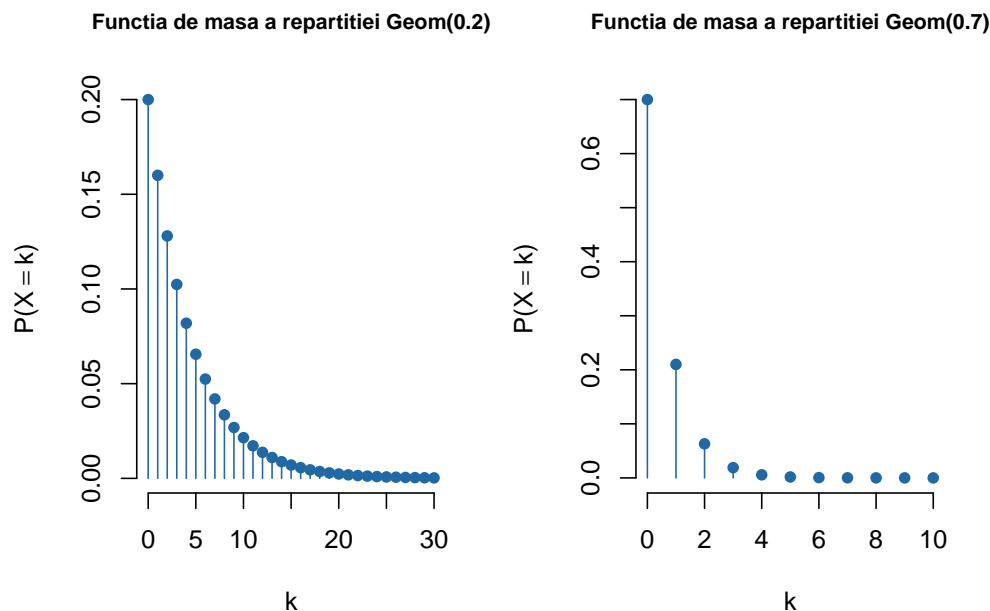 Functia de masa a repartitiei Geom(0.2)
P(X = k)
0.00 0.05 0.10 0.15 0.20
0 5 10 20 30
k
Functia de masa a repartitiei Geom(0.7)
P(X = k)
0.0 0.2 0.4 0.6
0 2 4 6 8 10
k